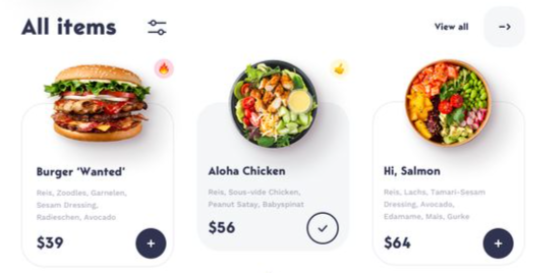 All items
View all
Burger 'Wanted'
Reis, Zoodles, Garnelen,
Sesam Dressing,
Radieschen, Avocado
$39
Aloha Chicken
Reis, Sous-vide Chicken,
Peanut Satay, Babyspinat
$56
Hi, Salmon
Reis, Lachs, Tamari-Sesam
Dressing, Avocado,
Edamame, Mais, Gurke
$64